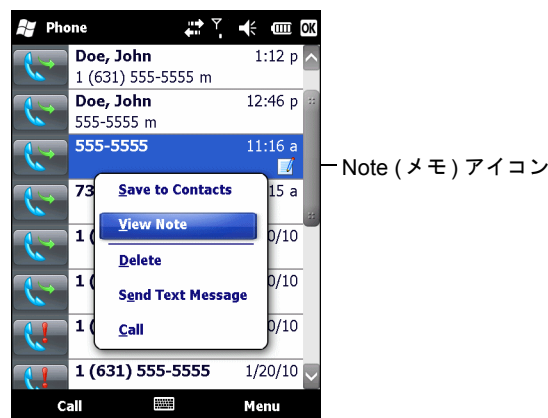 Phone
OK
Doe, John 1:12 p
1 (631) 555-5555 m
Doe, John 12:46 p
555-5555 m
555-5555 11:16 a
Note (メモ) アイコン
73 15 a
Save to Contacts
View Note
1 ( 0/10
Delete
1 ( 0/10
Send Text Message
1 ( 0/10
Call
1 (631) 555-5555 1/20/10
Call Menu